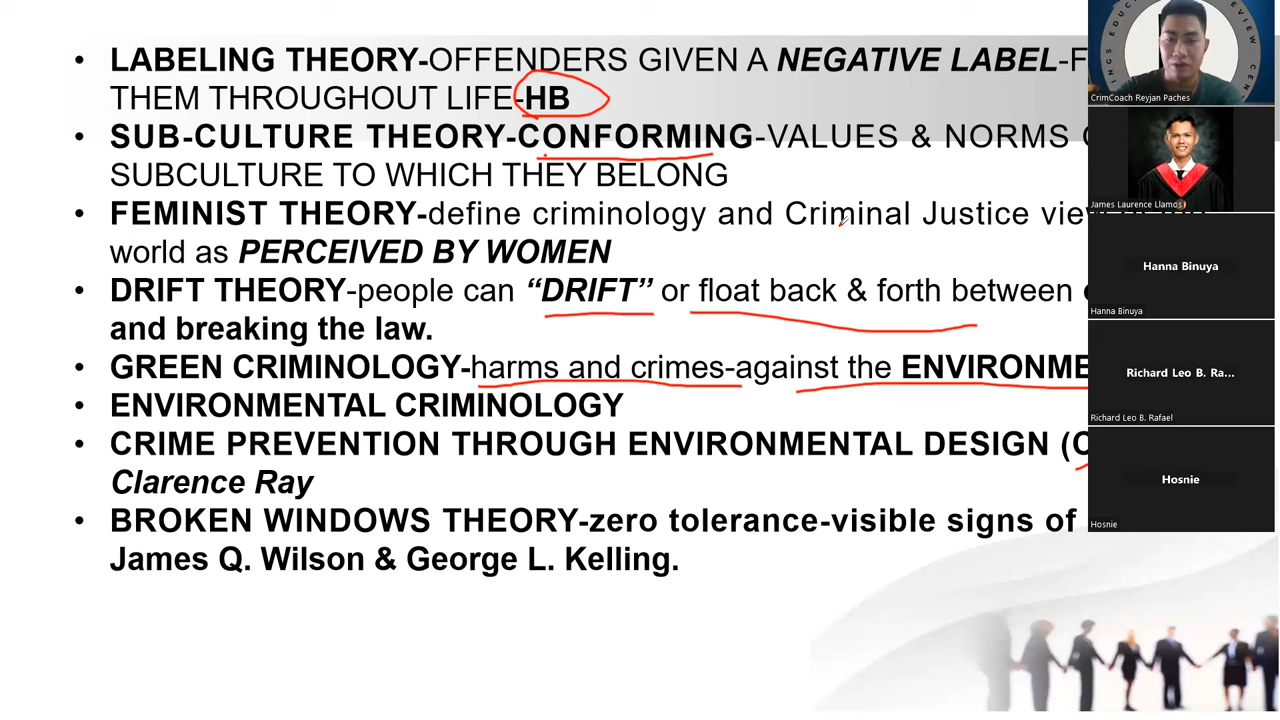 • LABELING THEORY-OFFENDERS GIVEN A NEGATIVE LABEL-F
THEM THROUGHOUT LIFE-HB
• SUB-CULTURE THEORY-CONFORMING-VALUES & NORMS
SUBCULTURE TO WHICH THEY BELONG
• FEMINIST THEORY-define criminology and Criminal Justice view
world as PERCEIVED BY WOMEN
• DRIFT THEORY-people can “DRIFT” or float back & forth between
and breaking the law.
• GREEN CRIMINOLOGY-harms and crimes-against the ENVIRONME
• ENVIRONMENTAL CRIMINOLOGY
• CRIME PREVENTION THROUGH ENVIRONMENTAL DESIGN (
Clarence Ray
• BROKEN WINDOWS THEORY-zero tolerance-visible signs of
James Q. Wilson & George L. Kelling.
CrimCoach Reyjan Paches
James Laurence Llamos
Hanna Binuya
Hanna Binuya
Richard Leo B. Ra...
Richard Leo B. Rafael
Hosnie
Hosnie